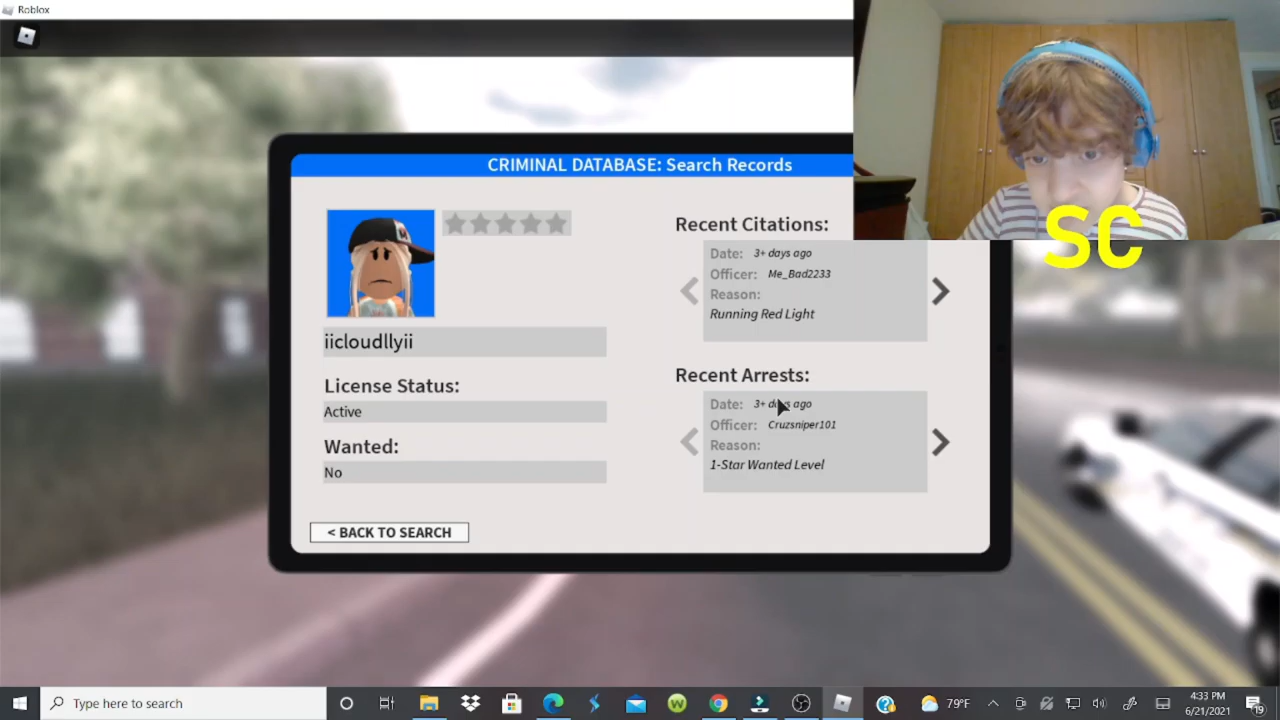 Roblox
CRIMINAL DATABASE: Search Records
iicloudllyii
License Status:
Active
Wanted:
No
< BACK TO SEARCH
Recent Citations:
Date: 3+ days ago
Officer: Me_Bad2233
Reason:
Running Red Light
Recent Arrests:
Date: 3+ days ago
Officer: Cruzsniper101
Reason:
1-Star Wanted Level
SC
Type here to search
79°F
4:33 PM
6/21/2021
19